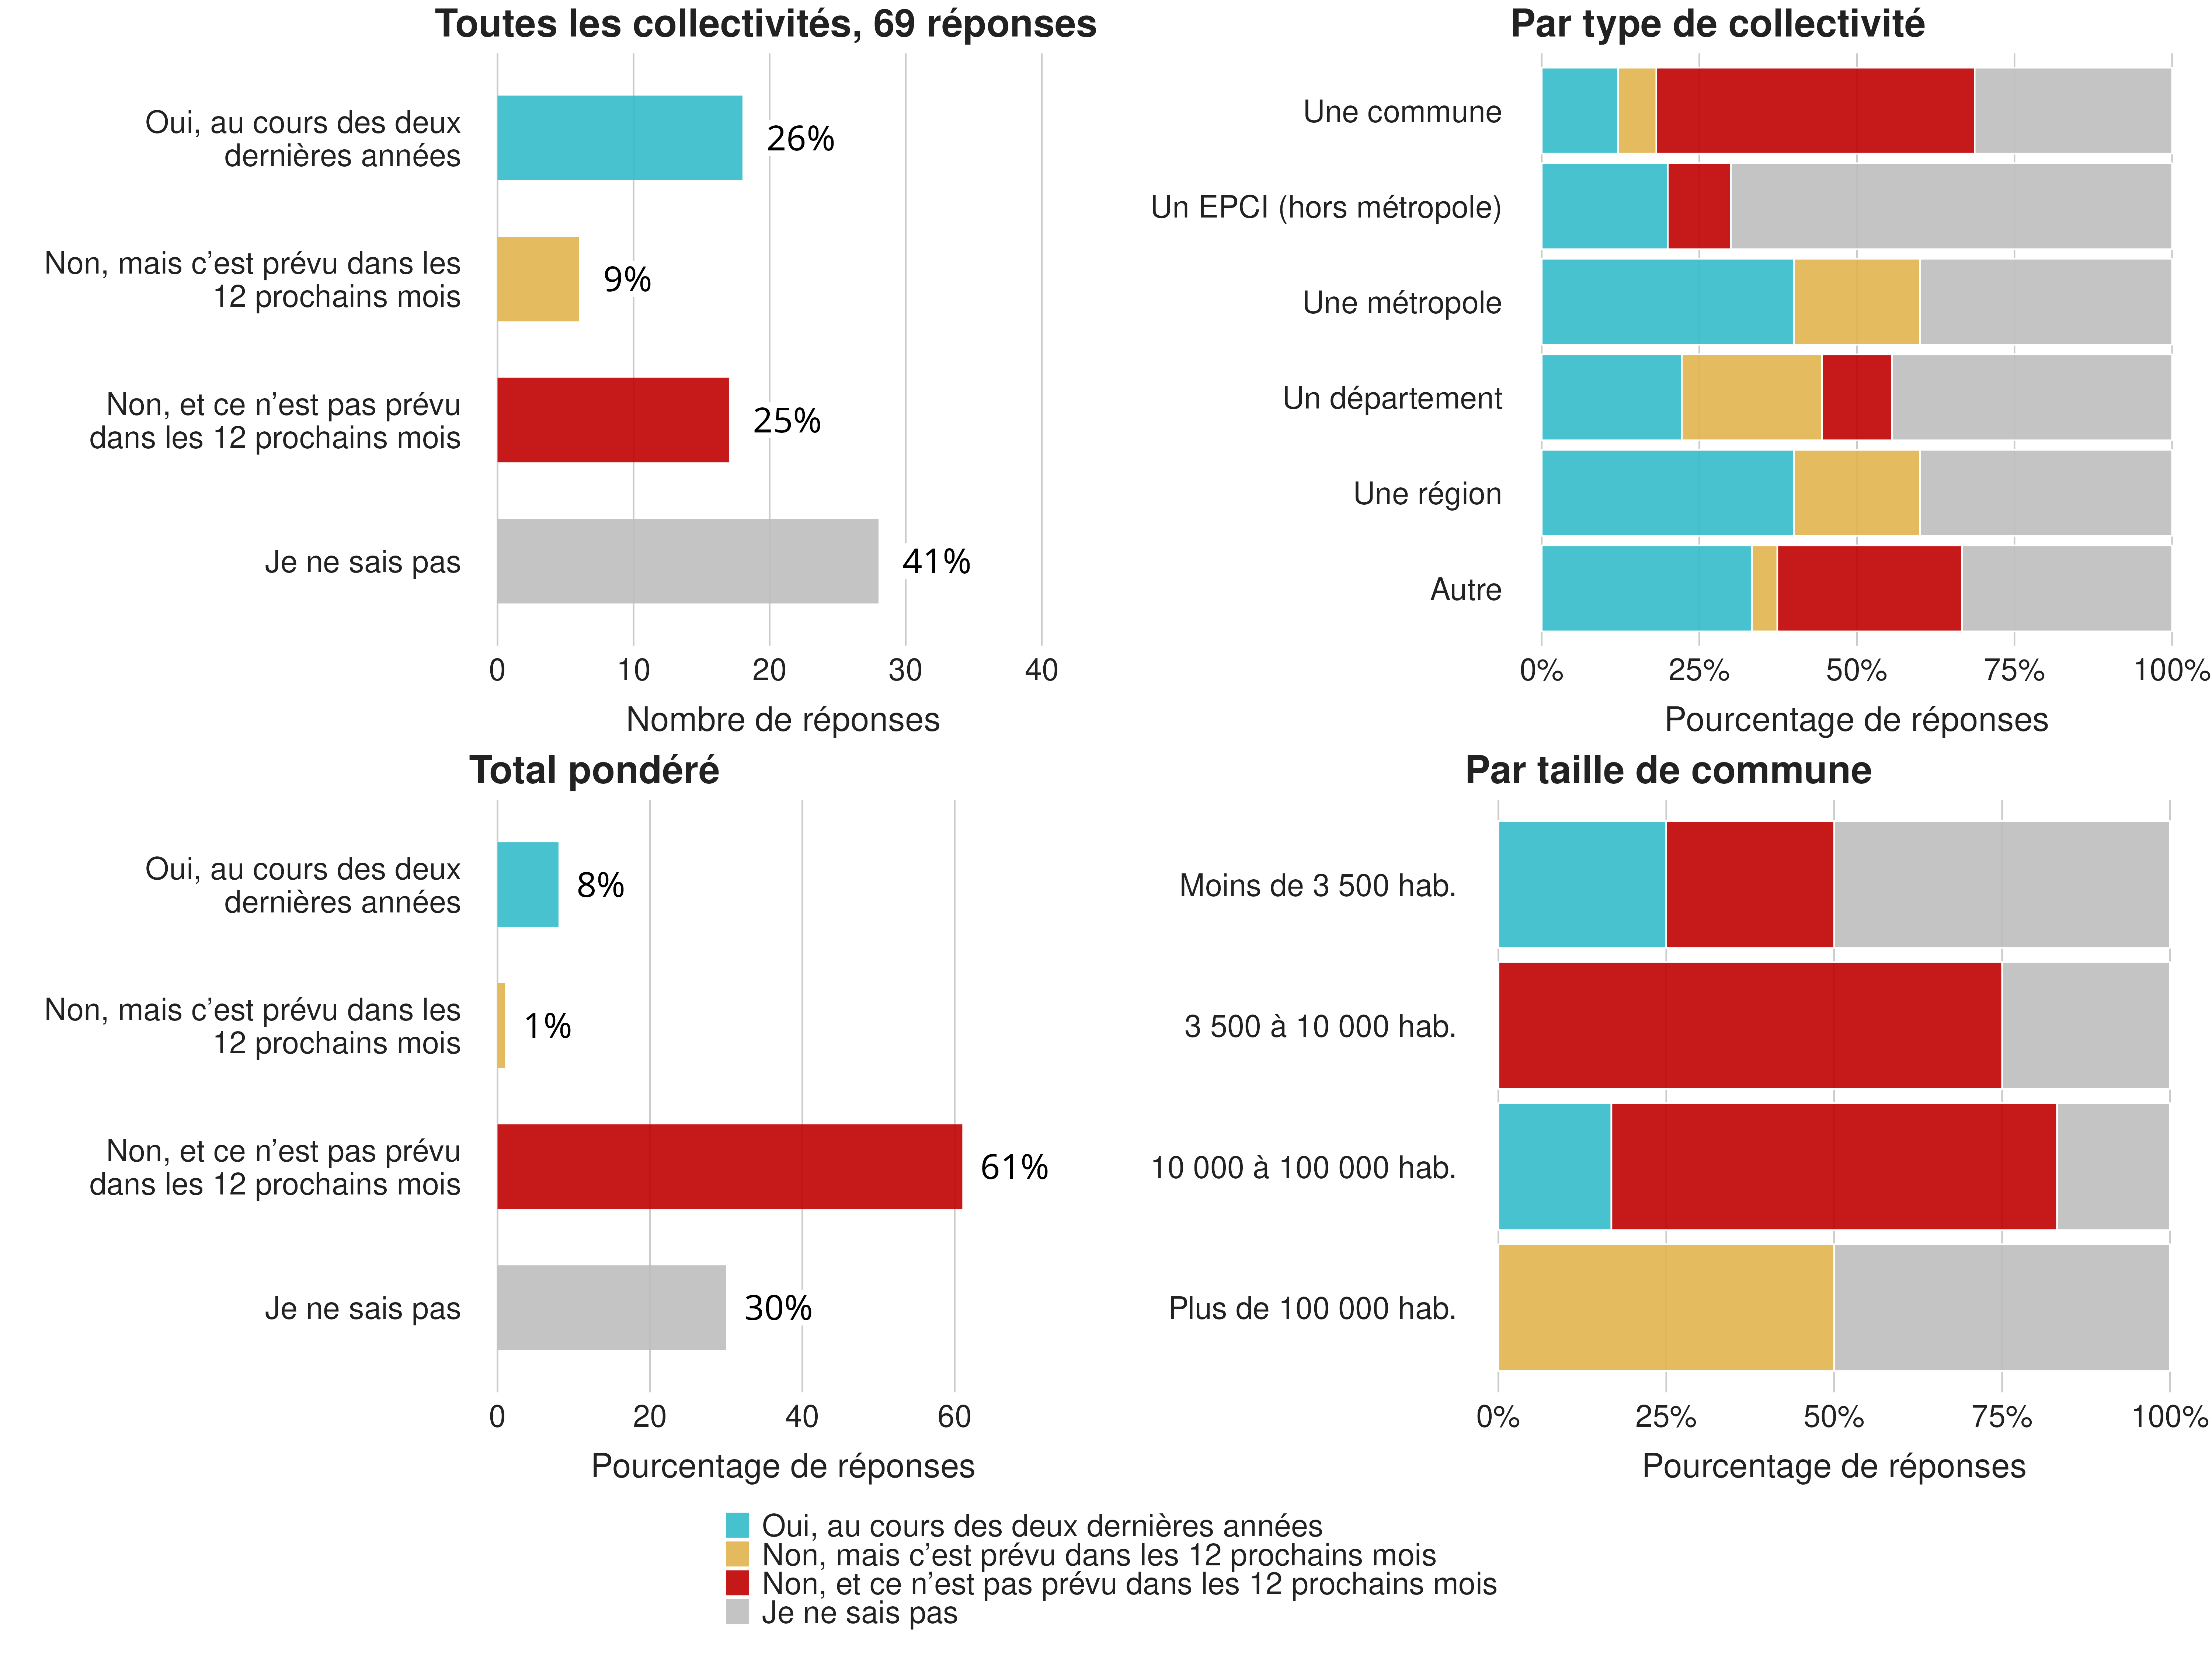 Toutes les collectivités, 69 réponses
Oui, au cours des deux
dernières années
26%
Non, mais c’est prévu dans les
12 prochains mois
9%
Non, et ce n’est pas prévu
dans les 12 prochains mois
25%
Je ne sais pas
41%
0 10 20 30 40
Nombre de réponses
Par type de collectivité
Une commune
Un EPCI (hors métropole)
Une métropole
Un département
Une région
Autre
0% 25% 50% 75% 100%
Pourcentage de réponses
Total pondéré
Oui, au cours des deux
dernières années
8%
Non, mais c’est prévu dans les
12 prochains mois
1%
Non, et ce n’est pas prévu
dans les 12 prochains mois
61%
Je ne sais pas
30%
0 20 40 60
Pourcentage de réponses
Par taille de commune
Moins de 3 500 hab.
3 500 à 10 000 hab.
10 000 à 100 000 hab.
Plus de 100 000 hab.
0% 25% 50% 75% 100%
Pourcentage de réponses
Oui, au cours des deux dernières années
Non, mais c’est prévu dans les 12 prochains mois
Non, et ce n’est pas prévu dans les 12 prochains mois
Je ne sais pas